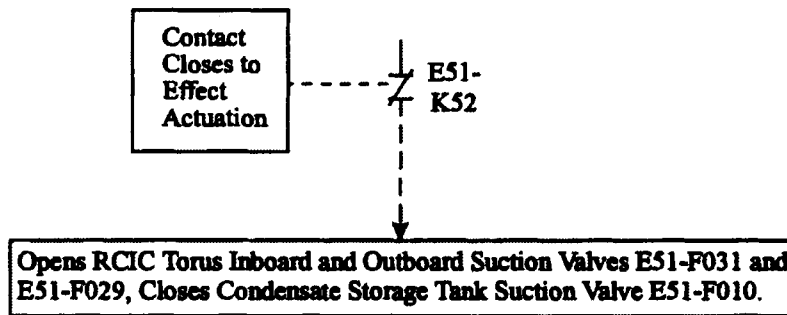 Contact
Closes to
Effect
Actuation
E51-
K52
Opens RCIC Torus Inboard and Outboard Suction Valves E51-F031 and
E51-F029, Closes Condensate Storage Tank Suction Valve E51-F010.